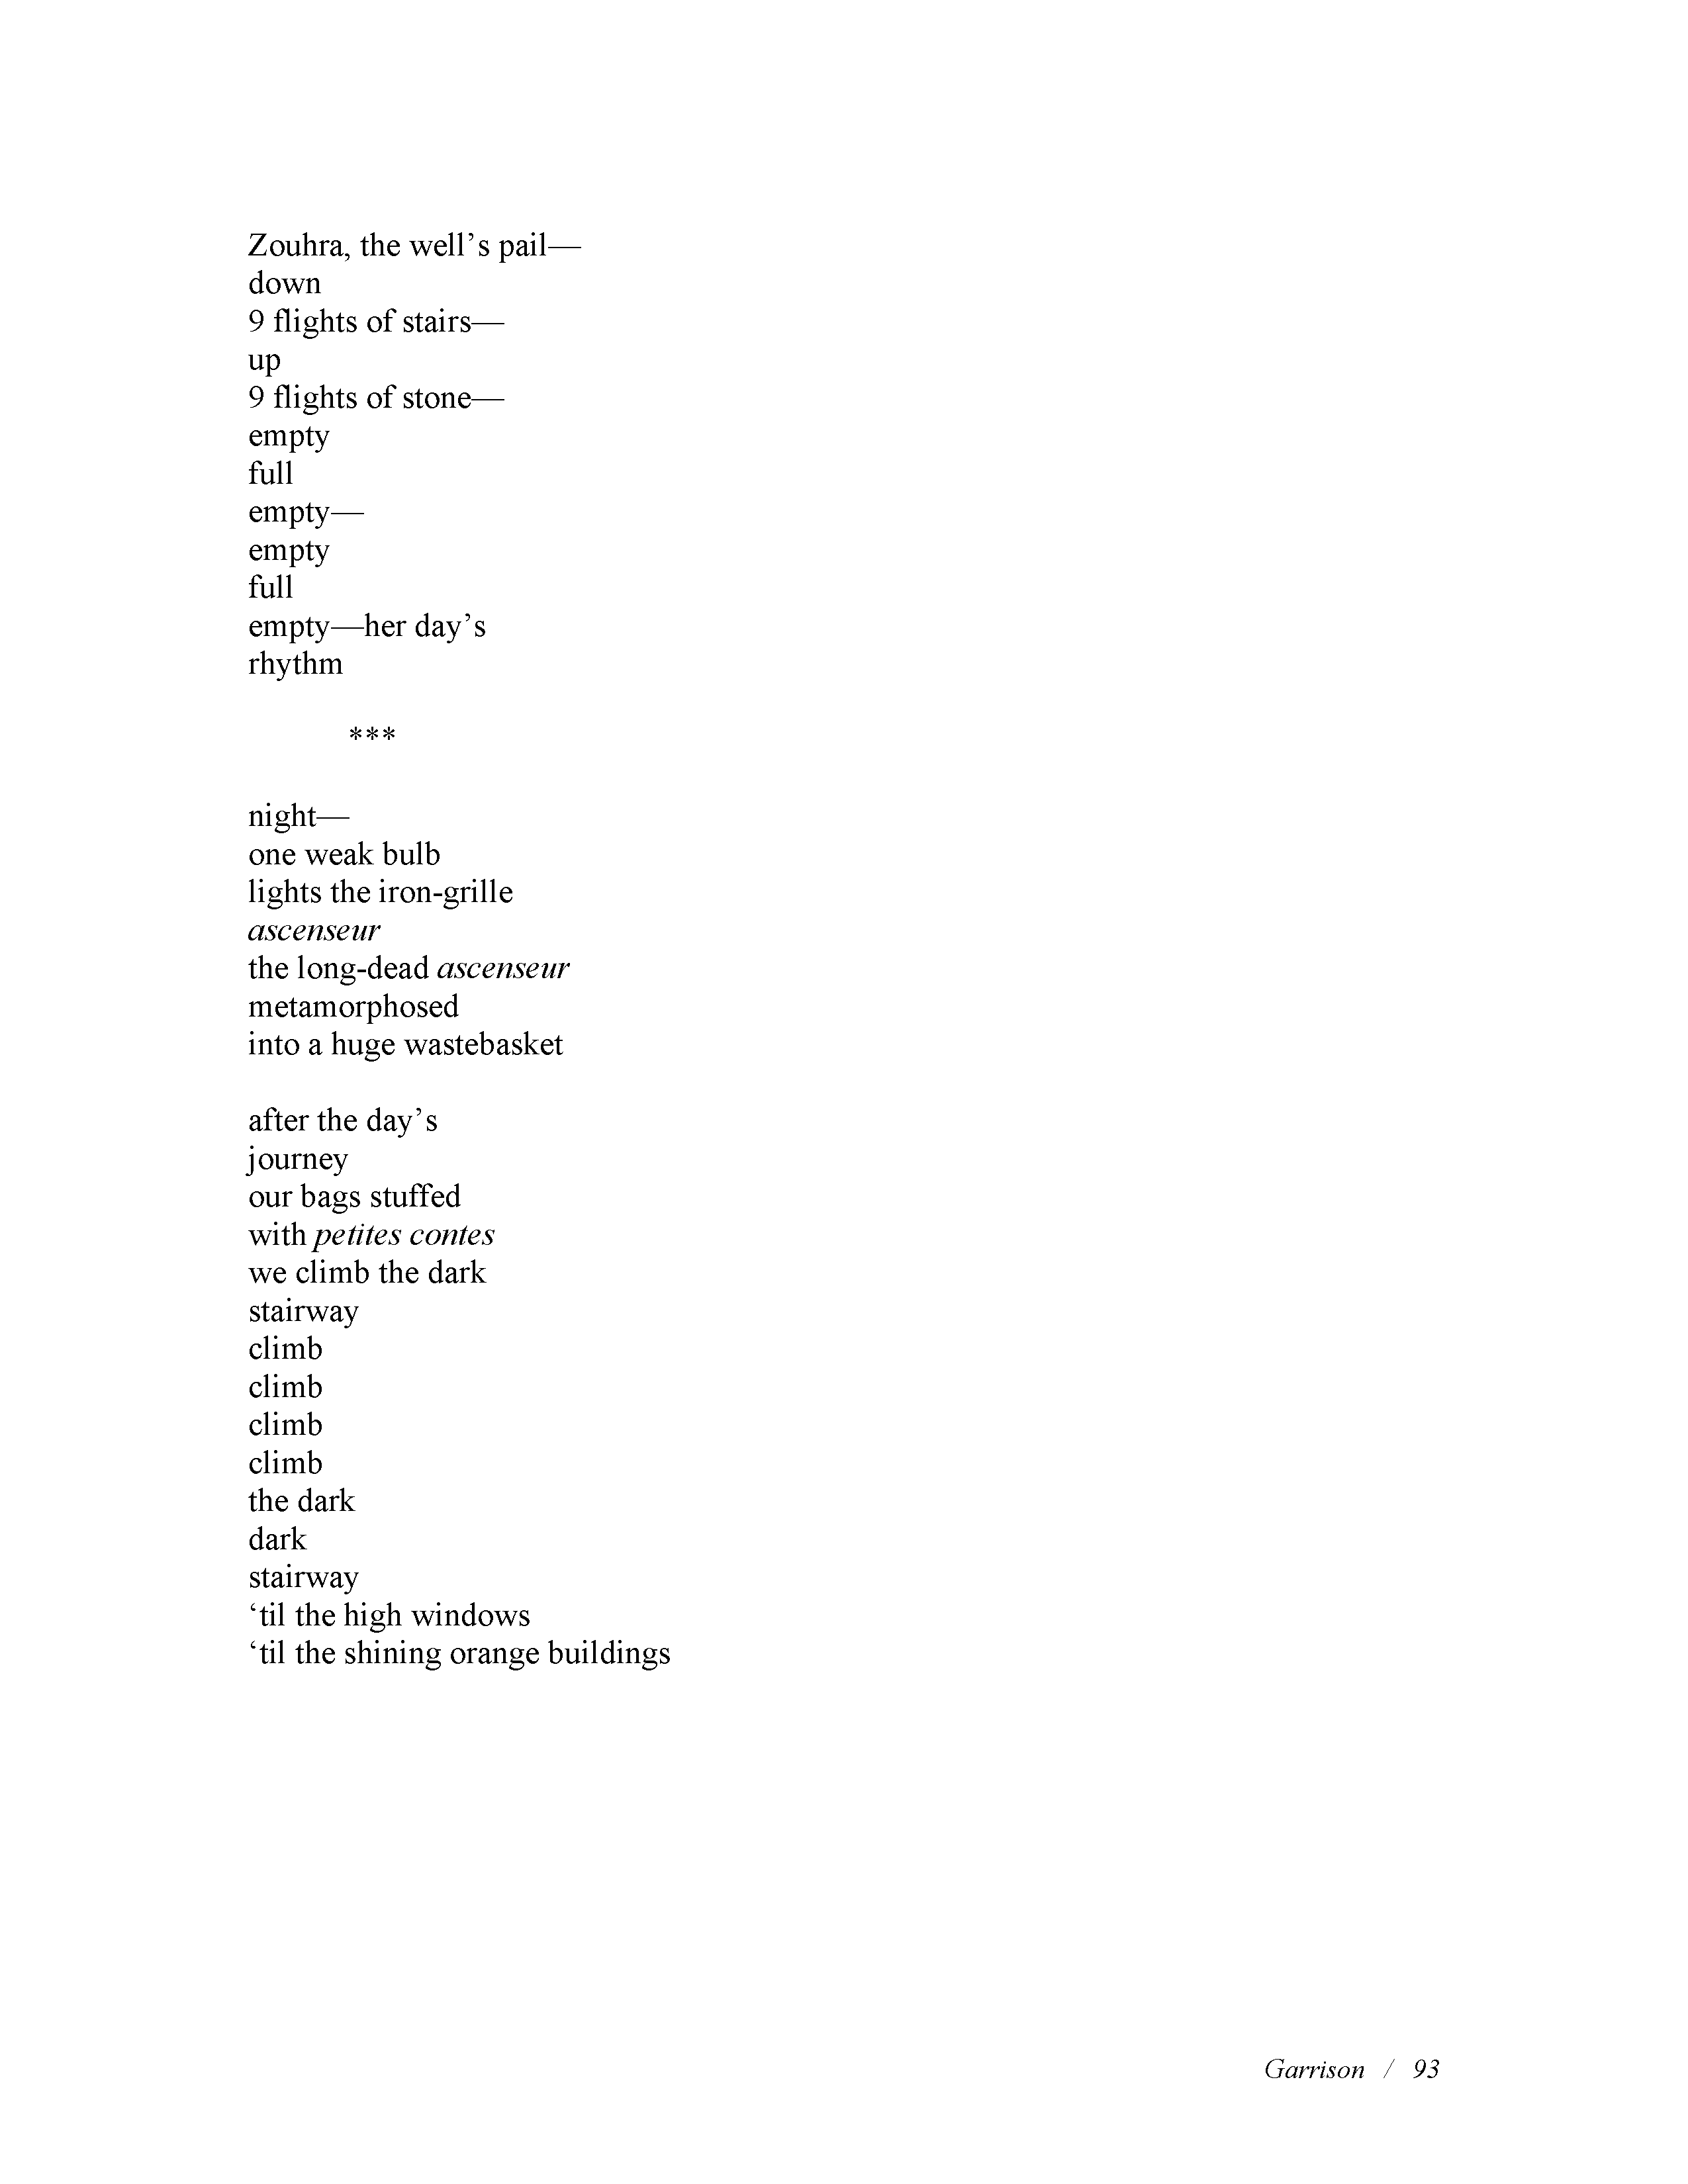 Zouhra, the well’s pail—
down
9 flights of stairs—
up
9 flights of stone—
empty
full
empty—
empty
full
empty—her day’s
rhythm
***
night—
one weak bulb
lights the iron-grille
ascenseur
the long-dead ascenseur
metamorphosed
into a huge wastebasket
after the day’s
journey
our bags stuffed
with petites contes
we climb the dark
stairway
climb
climb
climb
climb
the dark
dark
stairway
‘til the high windows
‘til the shining orange buildings
Garrison / 93